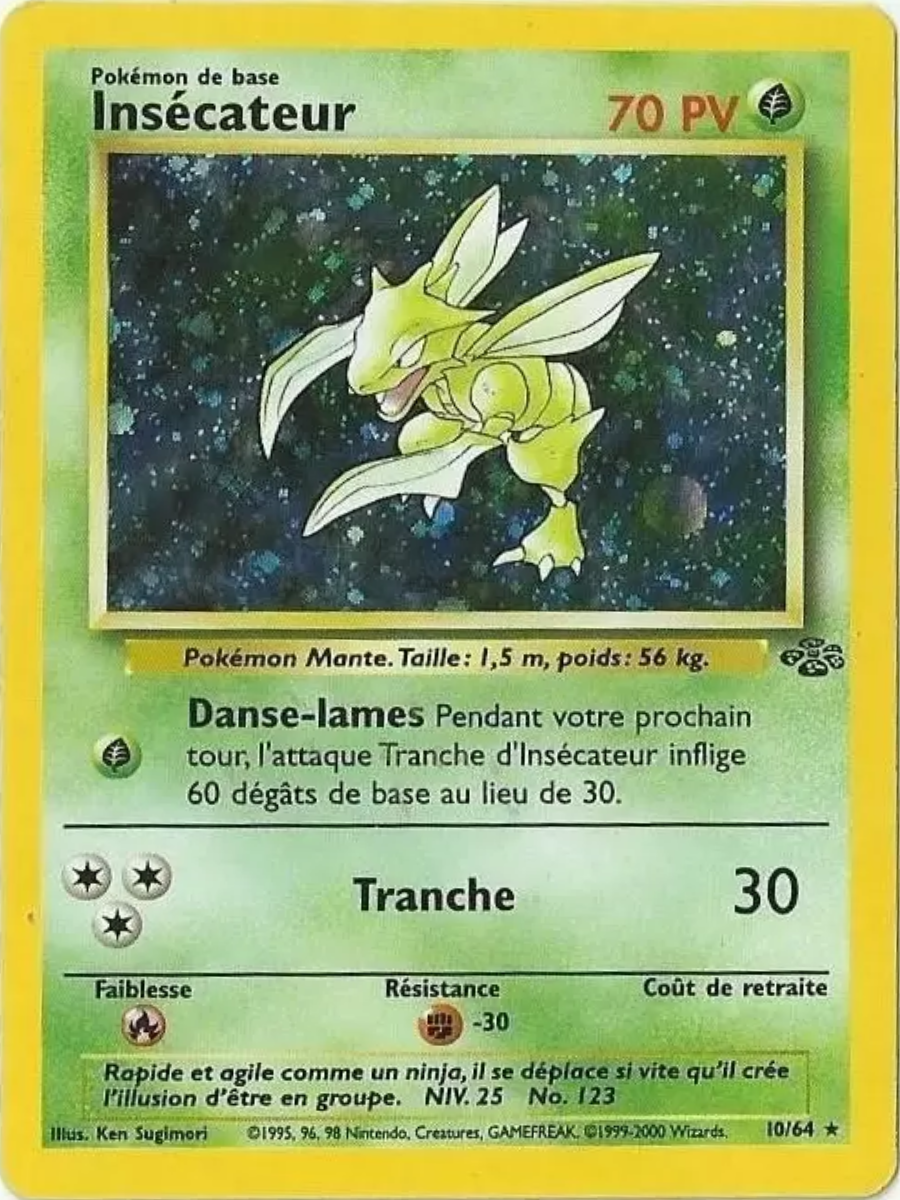 Pokémon de base
Insécateur
70 PV
Pokémon Mante. Taille: 1,5 m, poids: 56 kg.
Danse-lames Pendant votre prochain
tour, l'attaque Tranche d'Insécateur inflige
60 dégâts de base au lieu de 30.
Tranche 30
Faiblesse Résistance Coût de retraite
-30
Rapide et agile comme un ninja, il se déplace si vite qu'il crée
l'illusion d'être en groupe. NIV. 25 No. 123
Illus. Ken Sugimori ©1995, 96, 98 Nintendo, Creatures, GAMEFREAK. ©1999-2000 Wizards. 10/64 ★